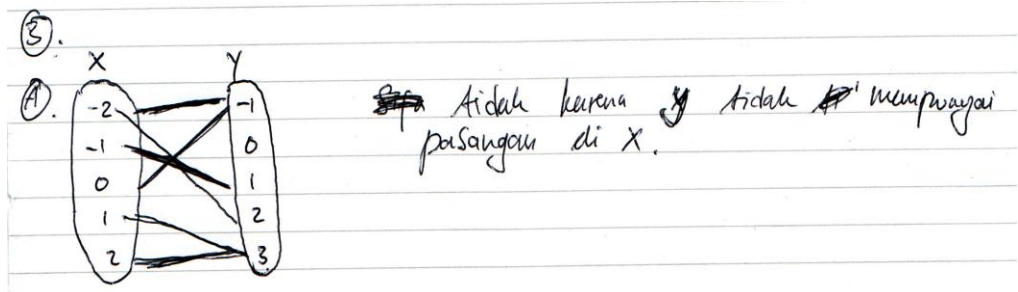 3.
X Y
A. -2 -1 Tidak karena y tidak mempunyai
pasangan di X.
-1 0
0 1
1 2
2 3